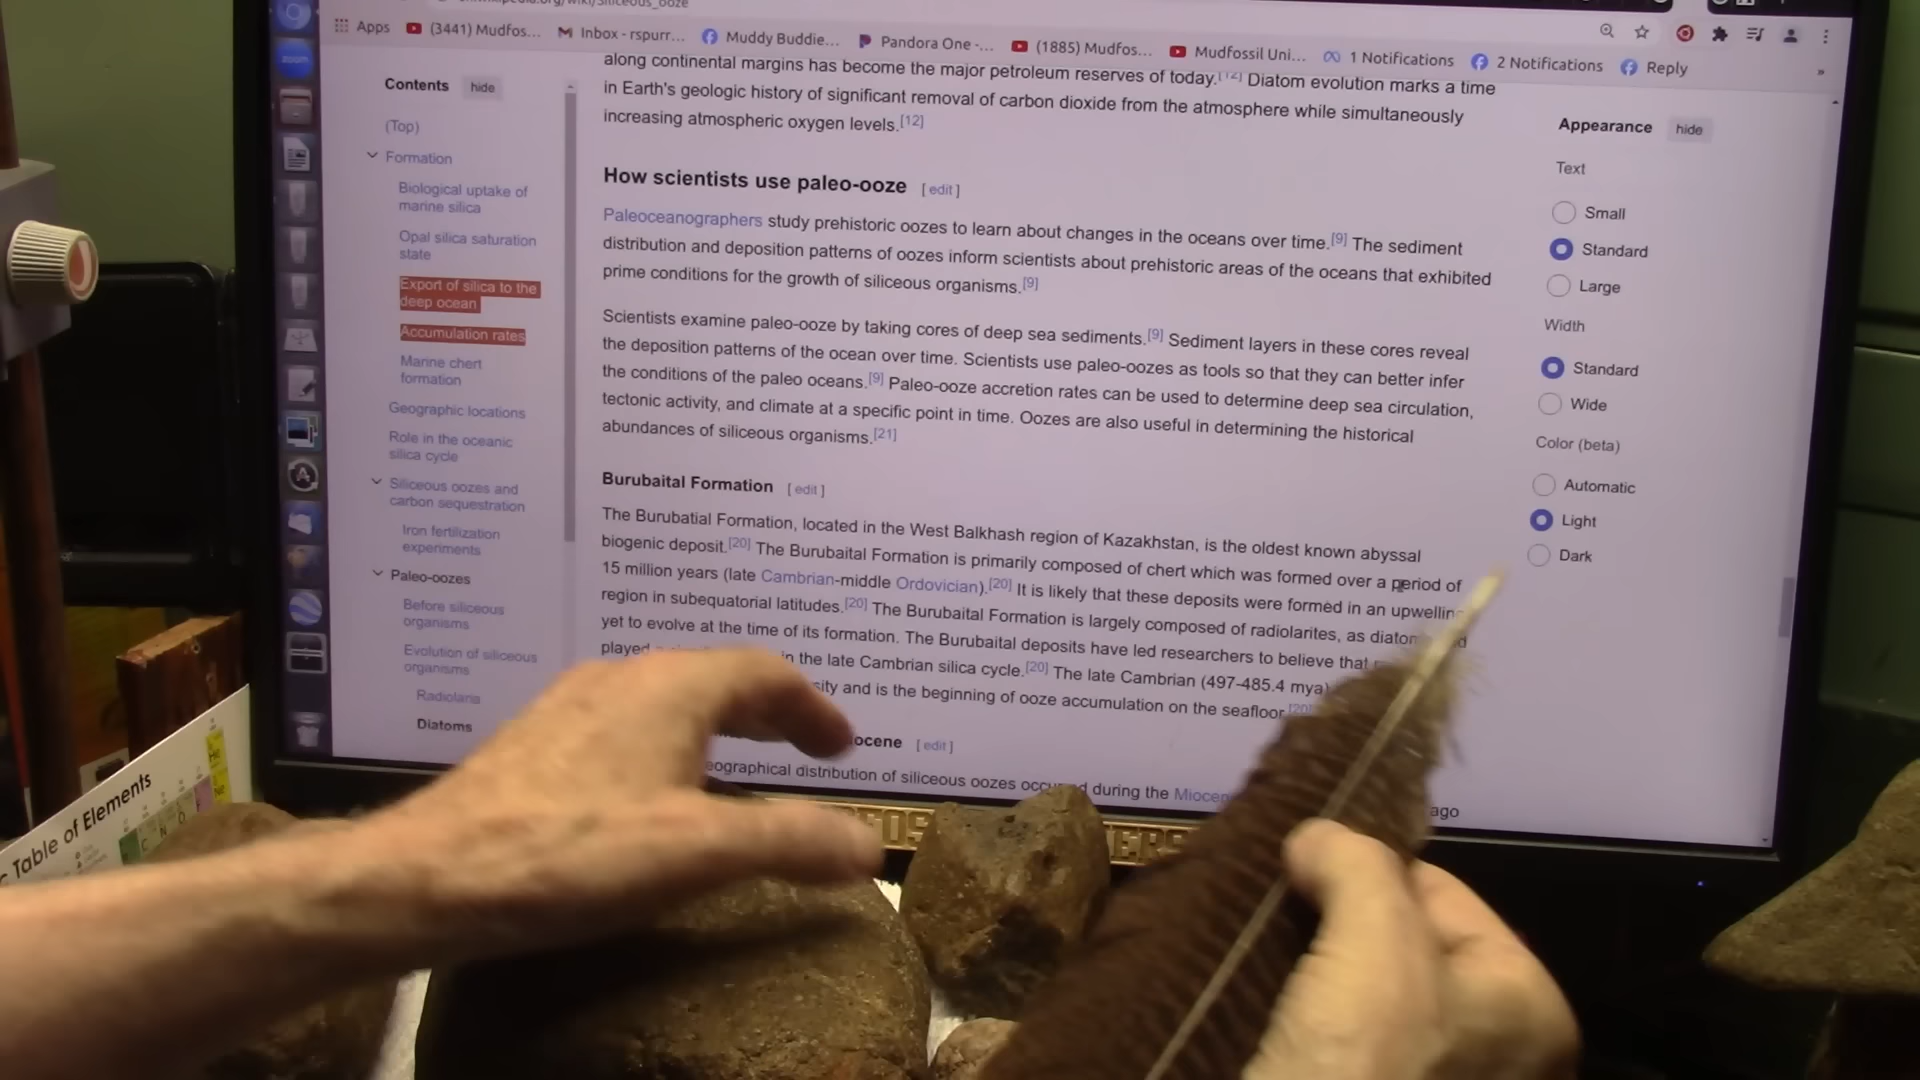 Apps (3441) Mudfos... Inbox - rspurr... Muddy Buddie... Pandora One -... (1885) Mudfos... Mudfossil Uni... 1 Notifications 2 Notifications Reply
zoom
Contents hide
(Top)
Formation
Biological uptake of
marine silica
Opal silica saturation
state
Export of silica to the
deep ocean
Accumulation rates
Marine chert
formation
Geographic locations
Role in the oceanic
silica cycle
Siliceous oozes and
carbon sequestration
Iron fertilization
experiments
Paleo-oozes
Before siliceous
organisms
Evolution of siliceous
organisms
Radiolaria
Diatoms
along continental margins has become the major petroleum reserves of today.[12] Diatom evolution marks a time
in Earth's geologic history of significant removal of carbon dioxide from the atmosphere while simultaneously
increasing atmospheric oxygen levels.[12]
How scientists use paleo-ooze [ edit ]
Paleoceanographers study prehistoric oozes to learn about changes in the oceans over time.[9] The sediment
distribution and deposition patterns of oozes inform scientists about prehistoric areas of the oceans that exhibited
prime conditions for the growth of siliceous organisms.[9]
Scientists examine paleo-ooze by taking cores of deep sea sediments.[9] Sediment layers in these cores reveal
the deposition patterns of the ocean over time. Scientists use paleo-oozes as tools so that they can better infer
the conditions of the paleo oceans.[9] Paleo-ooze accretion rates can be used to determine deep sea circulation,
tectonic activity, and climate at a specific point in time. Oozes are also useful in determining the historical
abundances of siliceous organisms.[21]
Burubaital Formation [ edit ]
The Burubatial Formation, located in the West Balkhash region of Kazakhstan, is the oldest known abyssal
biogenic deposit.[20] The Burubaital Formation is primarily composed of chert which was formed over a period of
15 million years (late Cambrian-middle Ordovician).[20] It is likely that these deposits were formed in an upwelling
region in subequatorial latitudes.[20] The Burubaital Formation is largely composed of radiolarites, as diatoms
yet to evolve at the time of its formation. The Burubaital deposits have led researchers to believe that
played in the late Cambrian silica cycle.[20] The late Cambrian (497-485.4 mya)
and is the beginning of ooze accumulation on the seafloor.[20]
[ edit ]
distribution of siliceous oozes during the
ago
Appearance hide
Text
Small
Standard
Large
Width
Standard
Wide
Color (beta)
Automatic
Light
Dark
Table of Elements
He
C N O